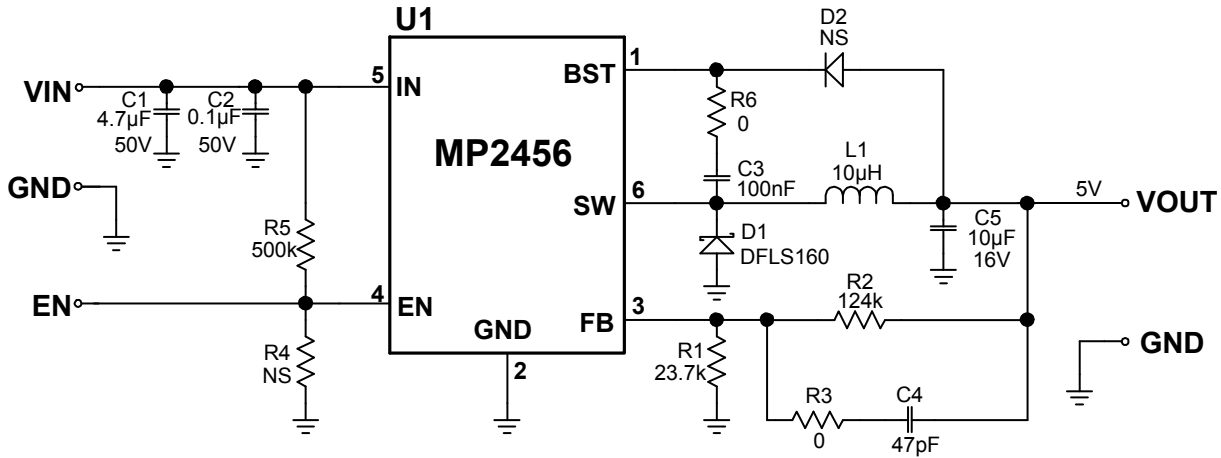 U1
MP2456
VIN
C1
4.7µF
50V
C2
0.1µF
50V
GND
R5
500k
EN
R4
NS
5
IN
4
EN
GND
2
1
BST
6
SW
3
FB
D2
NS
R6
0
C3
100nF
L1
10µH
D1
DFLS160
C5
10µF
16V
5V
VOUT
R2
124k
R1
23.7k
R3
0
C4
47pF
GND